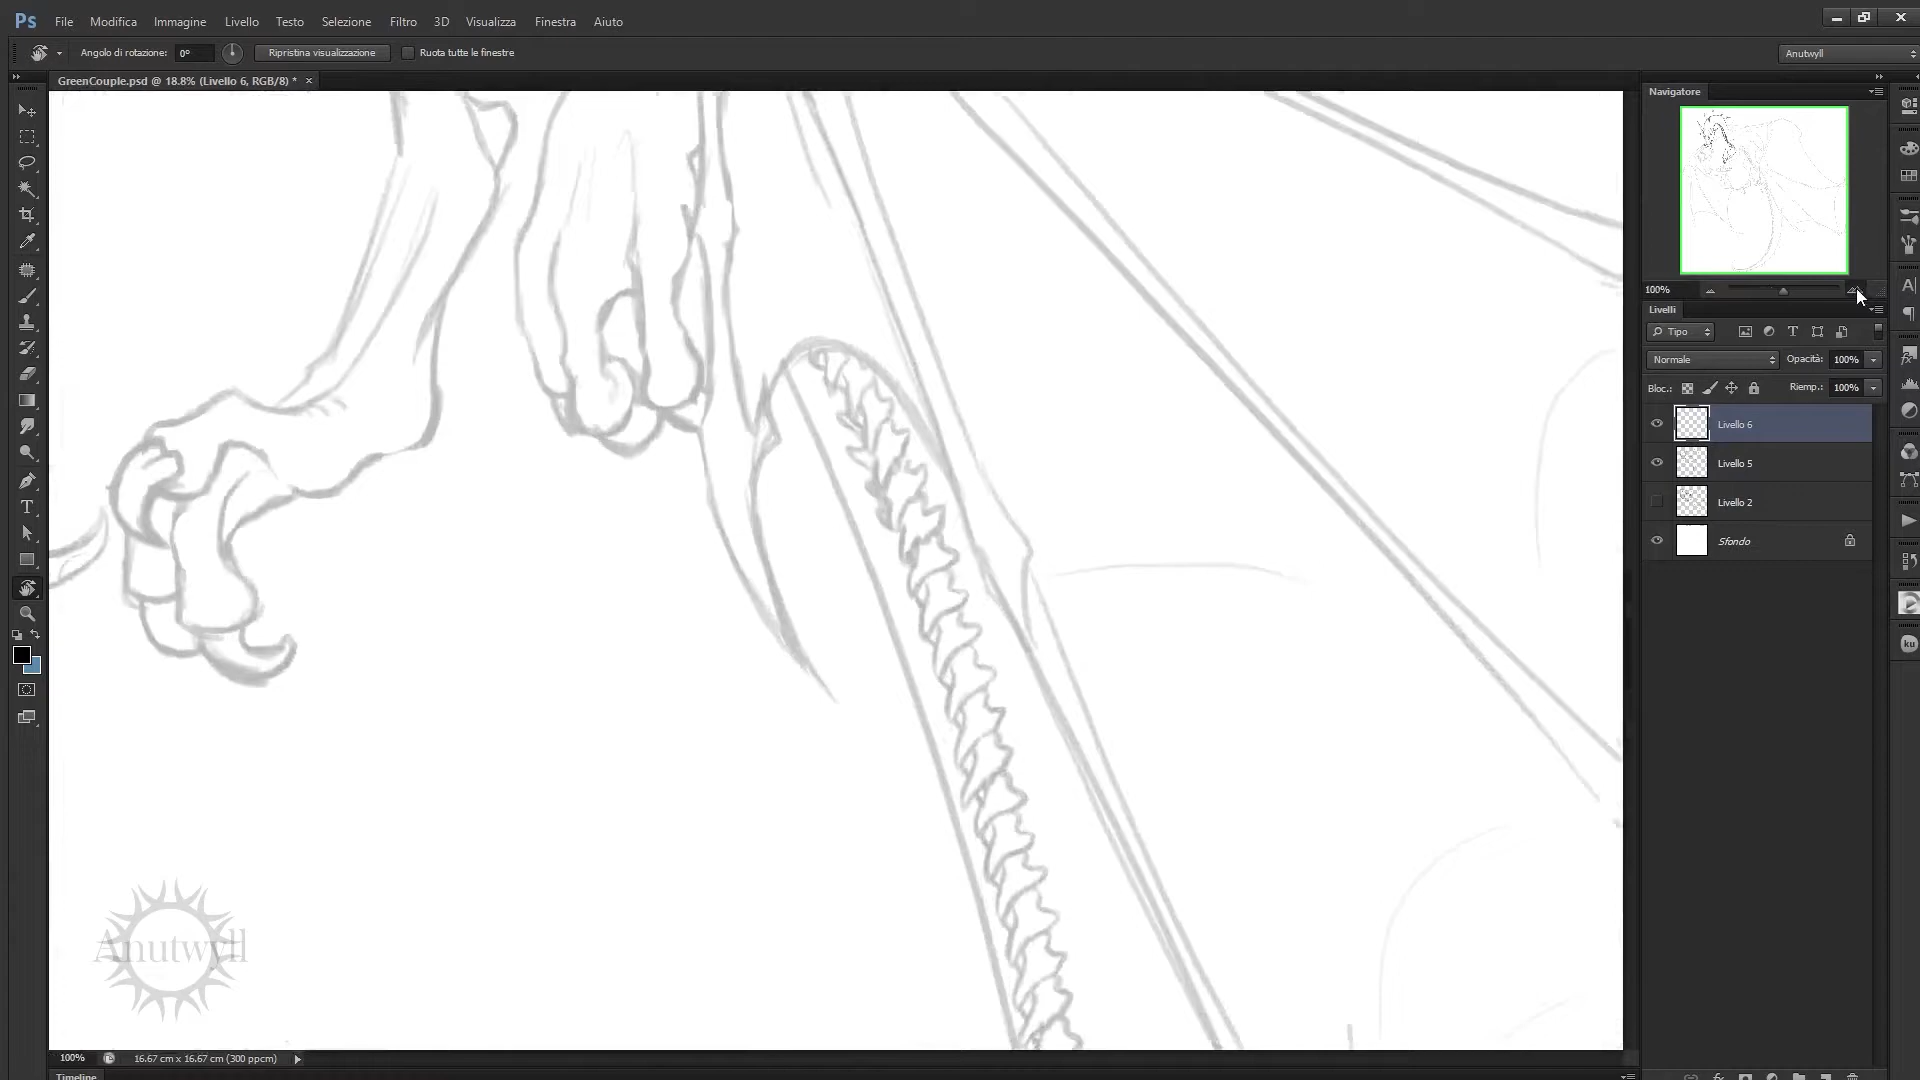 Ps File Modifica Immagine Livello Testo Selezione Filtro 3D Visualizza Finestra Aiuto
Angolo di rotazione: 0° Ripristina visualizzazione Ruota tutte le finestre Anutwyll
GreenCouple.psd @ 18.8% (Livello 6, RGB/8) *
Navigatore
100%
Livelli
Tipo
Normale Opacità: 100%
Bloc.: Riemp.: 100%
Livello 6
Livello 5
Livello 2
Sfondo
ku
Anutwyll
100% 16.67 cm x 16.67 cm (300 ppcm)
Timeline